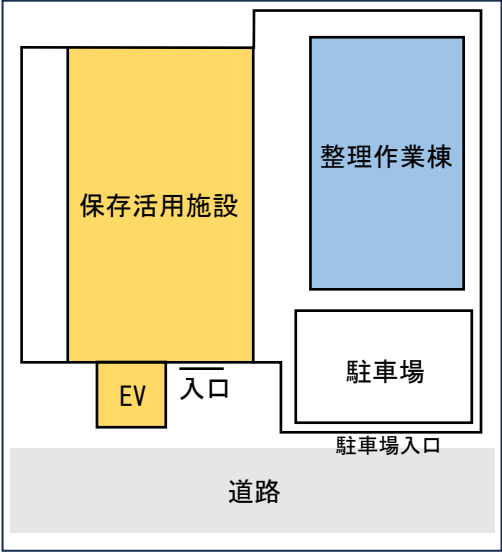 整理作業棟
保存活用施設
駐車場
EV
入口
駐車場入口
道路